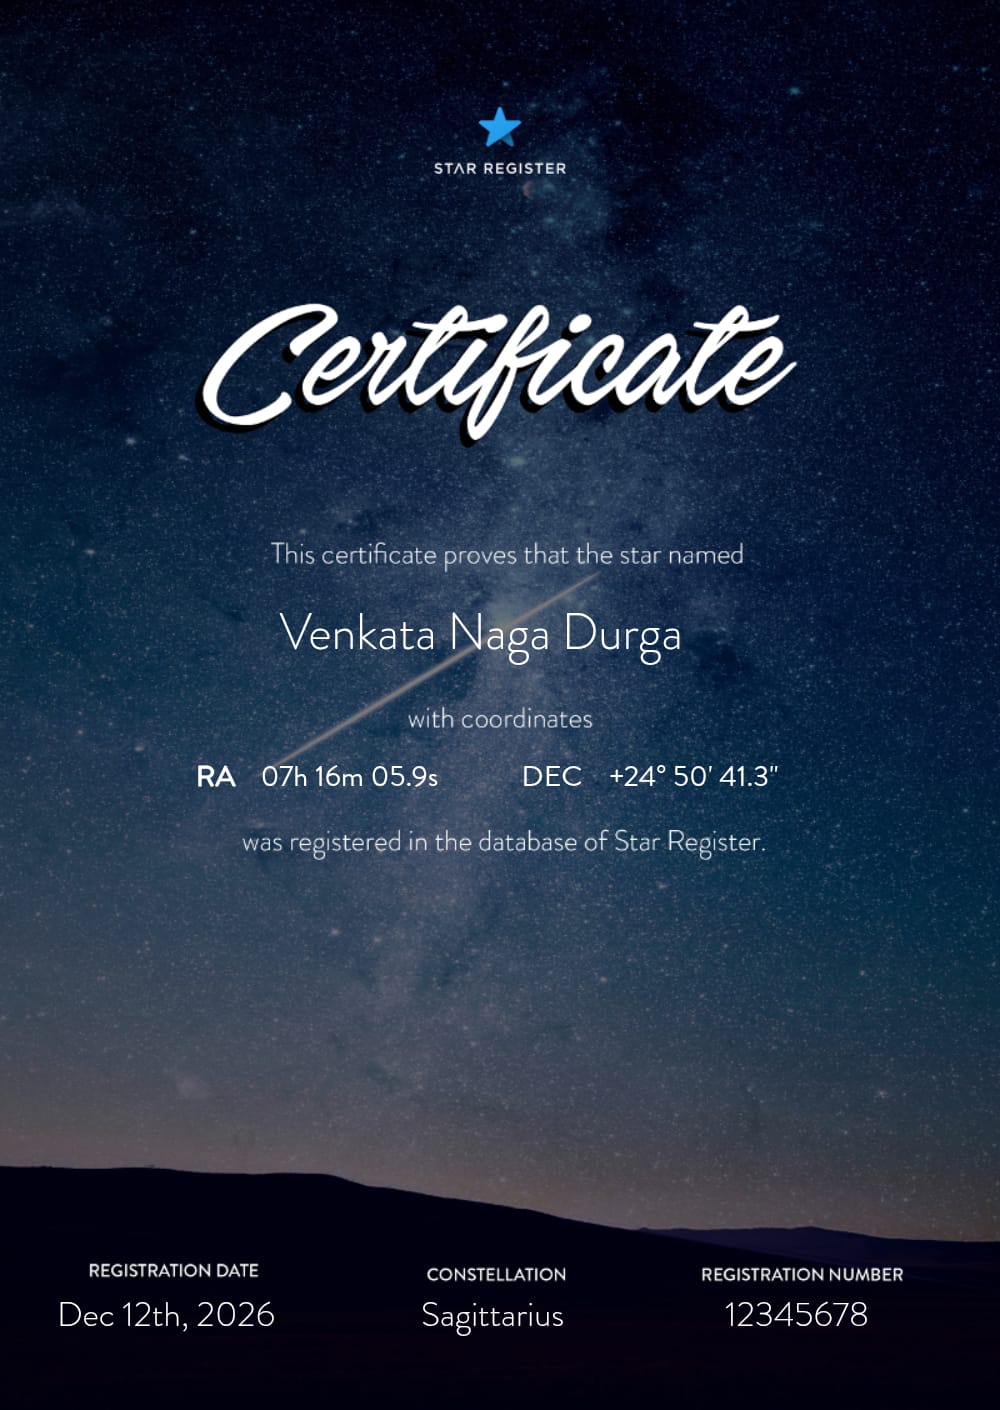 STAR REGISTER
Certificate
This certificate proves that the star named
Venkata Naga Durga
with coordinates
RA 07h 16m 05.9s DEC +24° 50' 41.3"
was registered in the database of Star Register.
REGISTRATION DATE CONSTELLATION REGISTRATION NUMBER
Dec 12th, 2026 Sagittarius 12345678